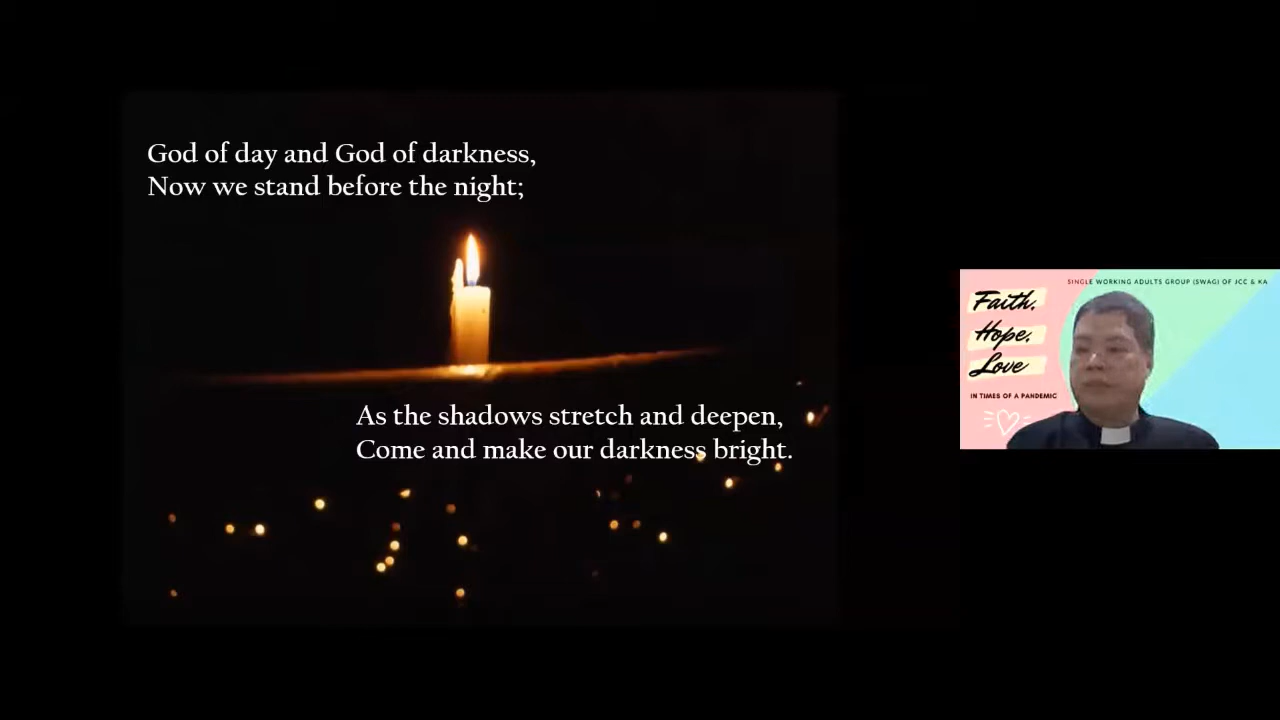 God of day and God of darkness,
Now we stand before the night;
As the shadows stretch and deepen,
Come and make our darkness bright.
SINGLE WORKING ADULTS GROUP (SWAG) OF JCC & KA
Faith.
Hope.
Love
IN TIMES OF A PANDEMIC